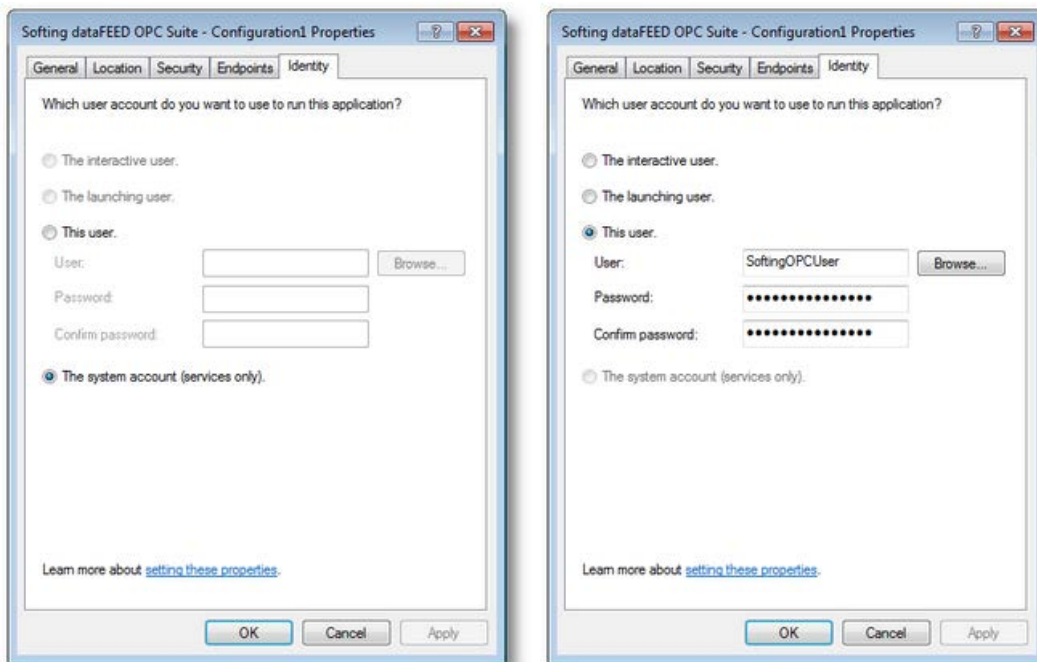 Softing dataFEED OPC Suite - Configuration1 Properties
General Location Security Endpoints Identity
Which user account do you want to use to run this application?
The interactive user.
The launching user.
This user.
User:
Browse...
Password:
Confirm password:
The system account (services only).
Learn more about setting these properties.
OK Cancel Apply
Softing dataFEED OPC Suite - Configuration1 Properties
General Location Security Endpoints Identity
Which user account do you want to use to run this application?
The interactive user.
The launching user.
This user.
User: SoftingOPCUser Browse...
Password: •••••••••••••••
Confirm password: •••••••••••••••
The system account (services only).
Learn more about setting these properties.
OK Cancel Apply